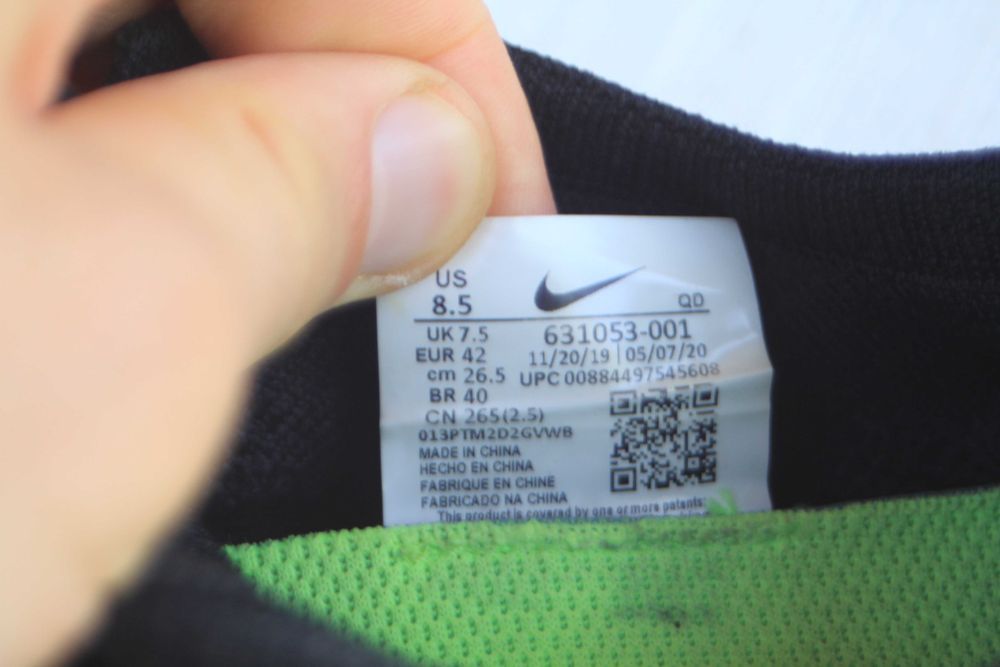 US
8.5
QD
UK 7.5
631053-001
EUR 42
11/20/19 | 05/07/20
cm 26.5
UPC 00884497545608
BR 40
CN 265(2.5)
013PTM2D2GVWB
MADE IN CHINA
HECHO EN CHINA
FABRIQUE EN CHINE
FABRICADO NA CHINA
This product is covered by one or more patents: